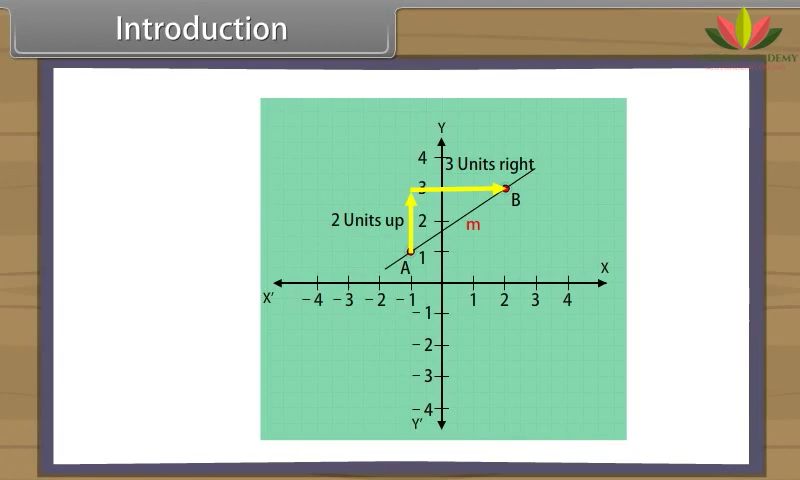 Introduction
DEMY
Y
4
3 Units right
3
B
2 Units up
2
m
A
1
X
X'
−4 −3 −2 −1 1 2 3 4
−1
−2
−3
−4
Y'